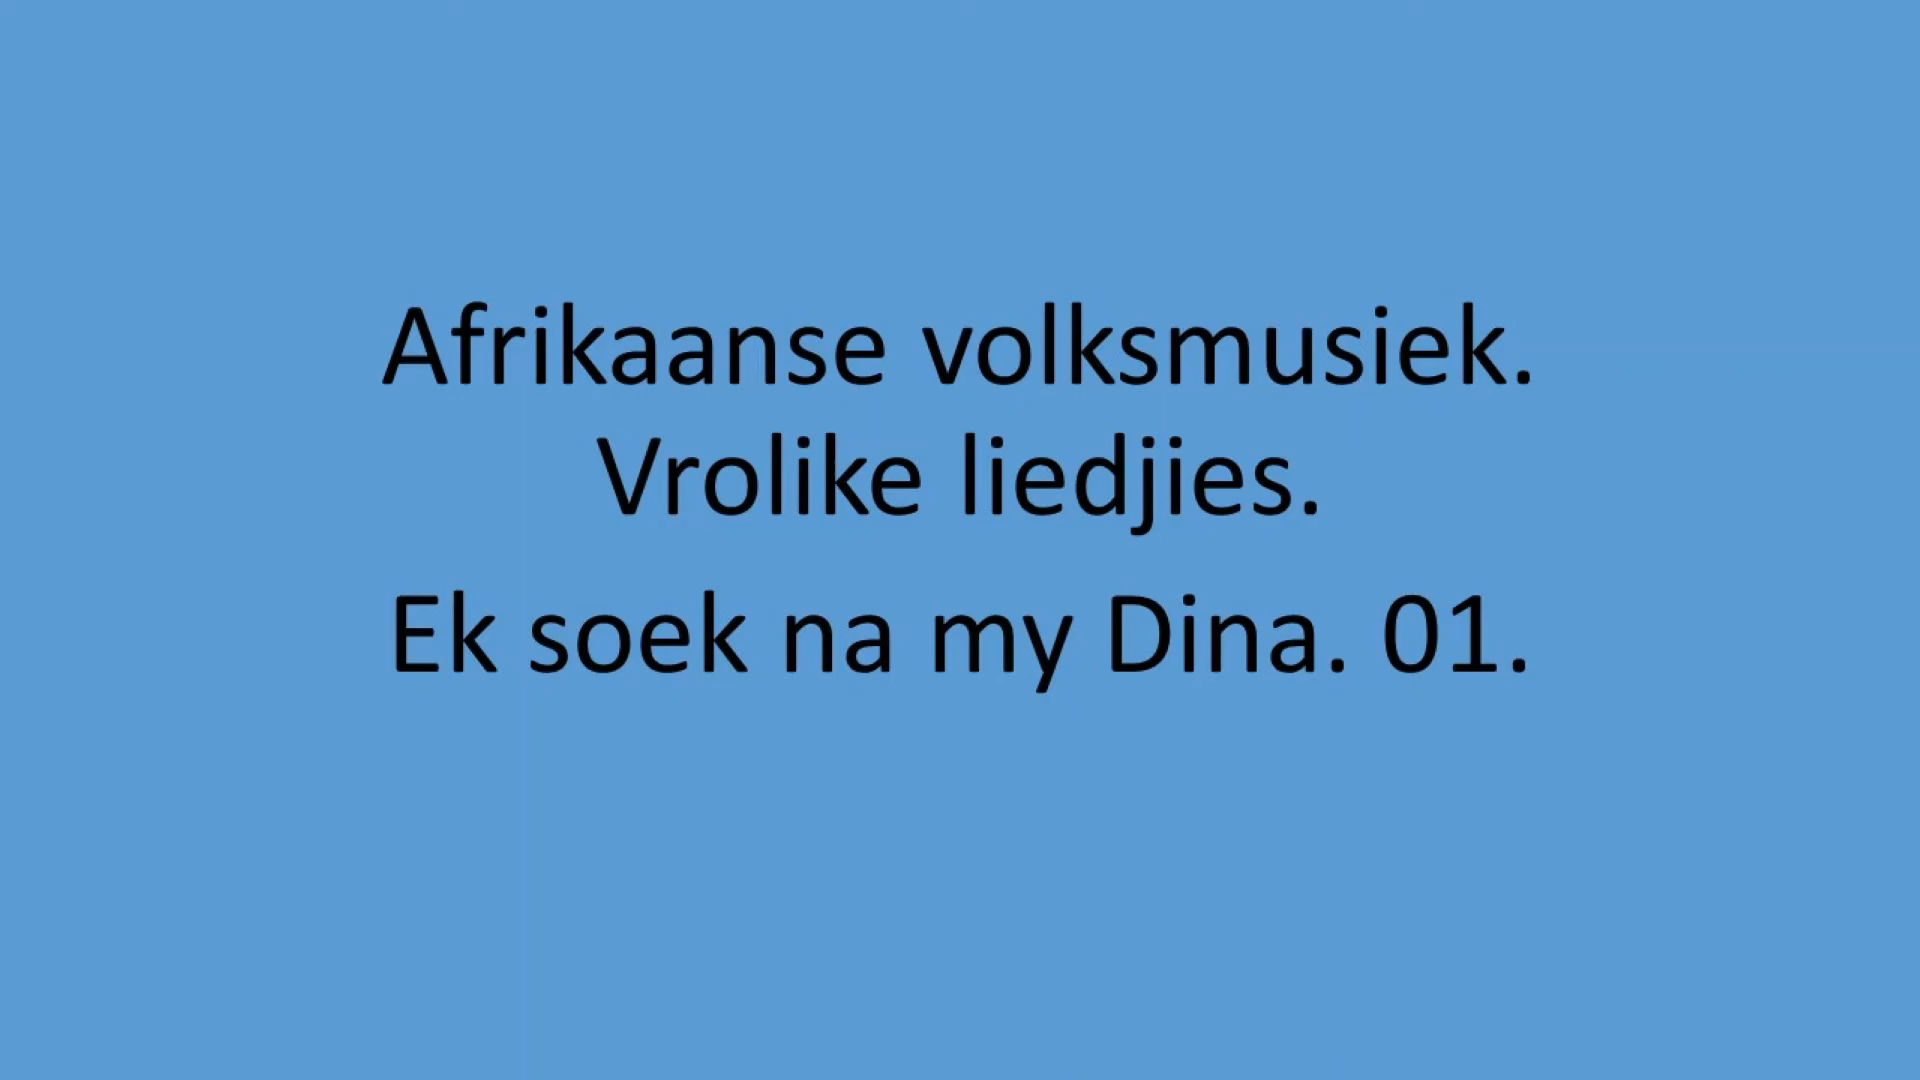 Afrikaanse volksmusiek.
Vrolike liedjies.
Ek soek na my Dina. 01.